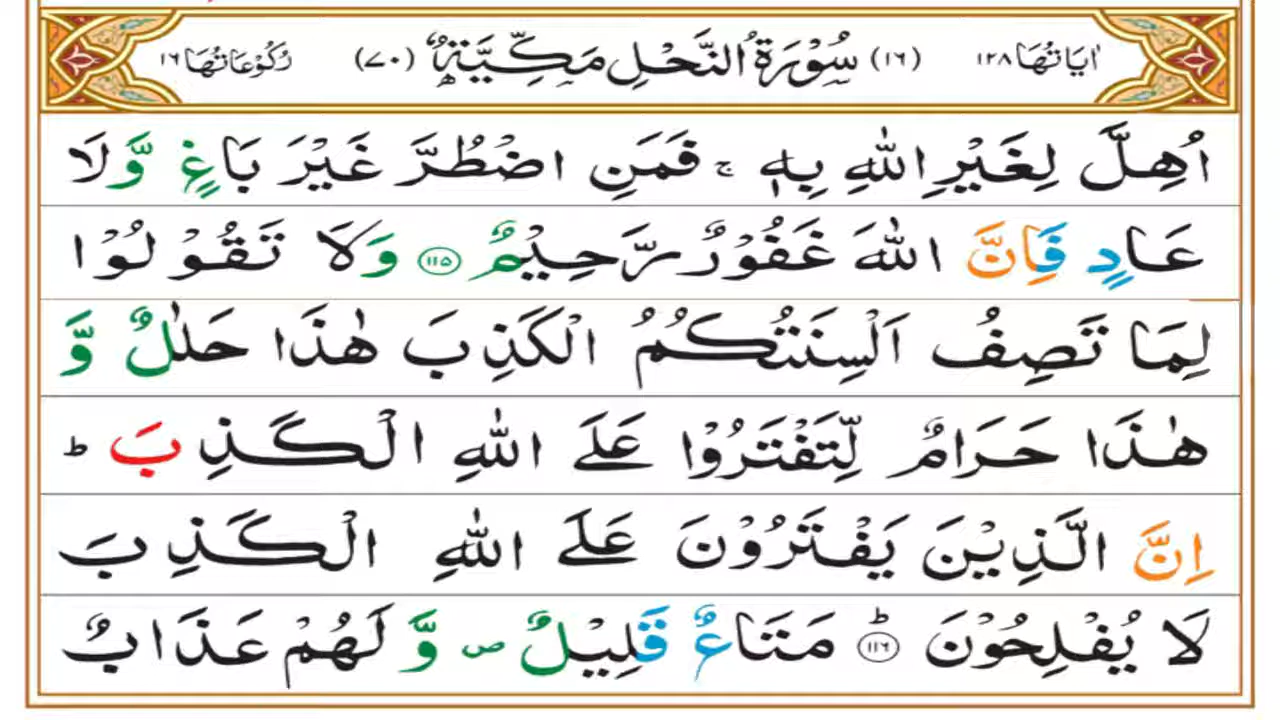 اٰيَاتُهَا ١٢٨ (١٦) سُوْرَةُ النَّحْلِ مَكِّيَّةٌ (٧٠) رُكُوْعَاتُهَا ١٦
اُهِلَّ لِغَيْرِ اللّٰهِ بِهٖ ۚ فَمَنِ اضْطُرَّ غَيْرَ بَاغٍ وَّلَا
عَادٍ فَاِنَّ اللّٰهَ غَفُوْرٌ رَّحِيْمٌ ١١٥ وَلَا تَقُوْلُوْا
لِمَا تَصِفُ اَلْسِنَتُكُمُ الْكَذِبَ هٰذَا حَلٰلٌ وَّ
هٰذَا حَرَامٌ لِّتَفْتَرُوْا عَلَى اللّٰهِ الْكَذِبَ ؕ
اِنَّ الَّذِيْنَ يَفْتَرُوْنَ عَلَى اللّٰهِ الْكَذِبَ
لَا يُفْلِحُوْنَ ؕ ١١٦ مَتَاعٌ قَلِيْلٌ ص وَّلَهُمْ عَذَابٌ